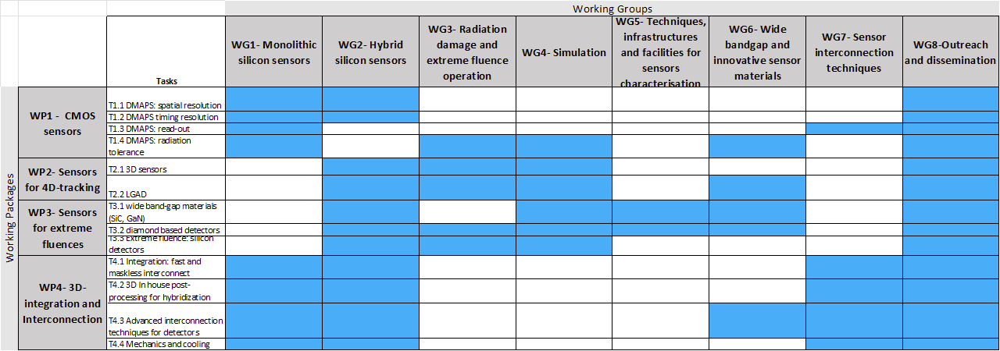 Working Groups
Tasks
WG1- Monolithic
silicon sensors
WG2- Hybrid
silicon sensors
WG3- Radiation
damage and
extreme fluence
operation
WG4- Simulation
WG5- Techniques,
infrastructures
and facilities for
sensors
characterisation
WG6- Wide
bandgap and
innovative sensor
materials
WG7- Sensor
interconnection
techniques
WG8-Outreach
and dissemination
Working Packages
WP1 - CMOS
sensors
T1.1 DMAPS: spatial resolution
T1.2 DMAPS timing resolution
T1.3 DMAPS: read-out
T1.4 DMAPS: radiation
tolerance
WP2- Sensors
for 4D-tracking
T2.1 3D sensors
T2.2 LGAD
WP3- Sensors
for extreme
fluences
T3.1 wide band-gap materials
(SiC, GaN)
T3.2 diamond based detectors
T3.3 Extreme fluence: silicon
detectors
WP4- 3D-
integration and
Interconnection
T4.1 Integration: fast and
maskless interconnect
T4.2 3D In house post-
processing for hybridization
T4.3 Advanced interconnection
techniques for detectors
T4.4 Mechanics and cooling